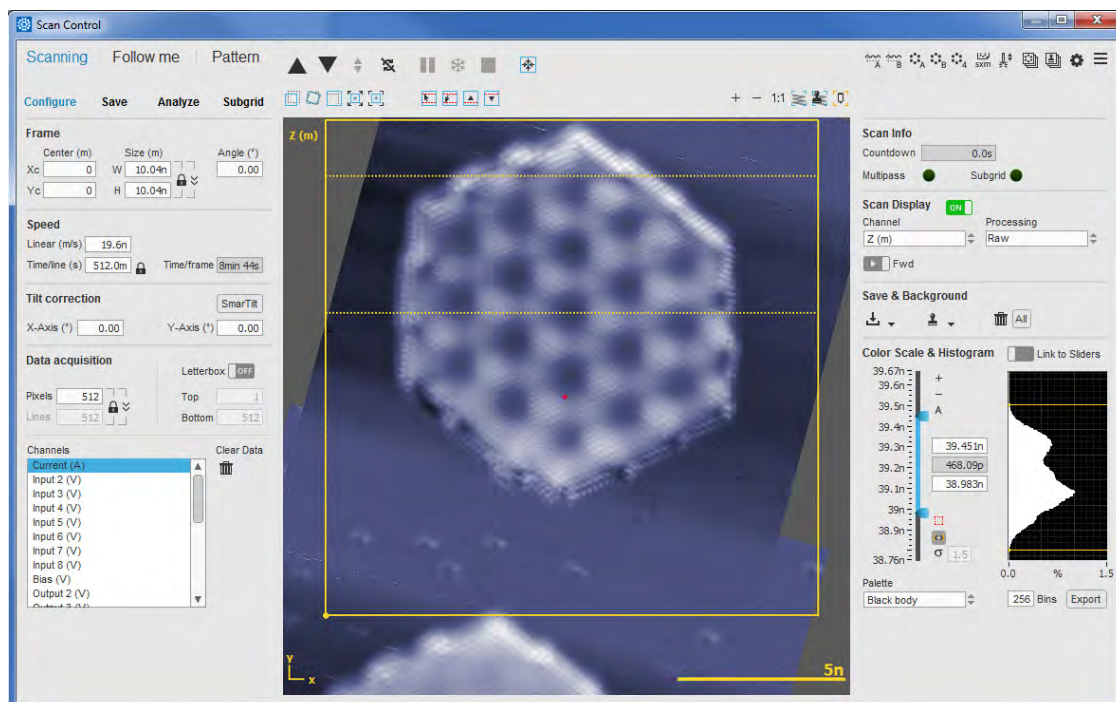 Scan Control
Scanning Follow me Pattern
A B A B 4 sxm
Configure Save Analyze Subgrid
+ − 1:1
Frame
Center (m) Size (m) Angle (°)
Xc 0 W 10.04n 0.00
Yc 0 H 10.04n
Speed
Linear (m/s) 19.6n
Time/line (s) 512.0m Time/frame 8min 44s
Tilt correction SmarTilt
X-Axis (°) 0.00 Y-Axis (°) 0.00
Data acquisition
Letterbox OFF
Pixels 512 Top 1
Lines 512 Bottom 512
Channels Clear Data
Current (A)
Input 2 (V)
Input 3 (V)
Input 4 (V)
Input 5 (V)
Input 6 (V)
Input 7 (V)
Input 8 (V)
Bias (V)
Output 2 (V)
Output 3 (V)
Z (m)
y
x
5n
Scan Info
Countdown 0.0s
Multipass Subgrid
Scan Display ON
Channel Processing
Z (m) Raw
Fwd
Save & Background
All
Color Scale & Histogram Link to Sliders
39.67n
39.6n +
39.5n −
A
39.4n
39.3n 39.451n
39.2n 468.09p
39.1n 38.983n
39n
38.9n
38.76n σ 1.5
0.0 % 1.5
Palette
Black body 256 Bins Export